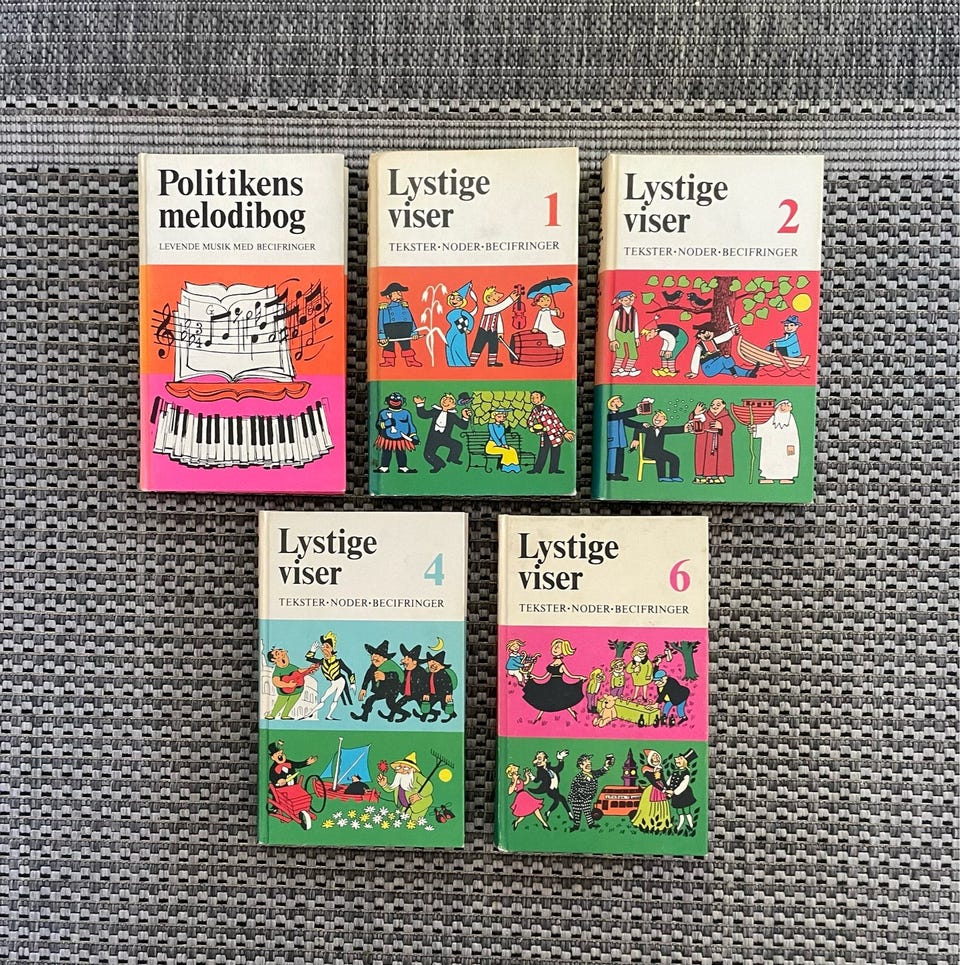 Politikens
melodibog
LEVENDE MUSIK MED BECIFRINGER
Lystige
viser 1
TEKSTER·NODER·BECIFRINGER
Lystige
viser 2
TEKSTER·NODER·BECIFRINGER
Lystige
viser 4
TEKSTER·NODER·BECIFRINGER
Lystige
viser 6
TEKSTER·NODER·BECIFRINGER